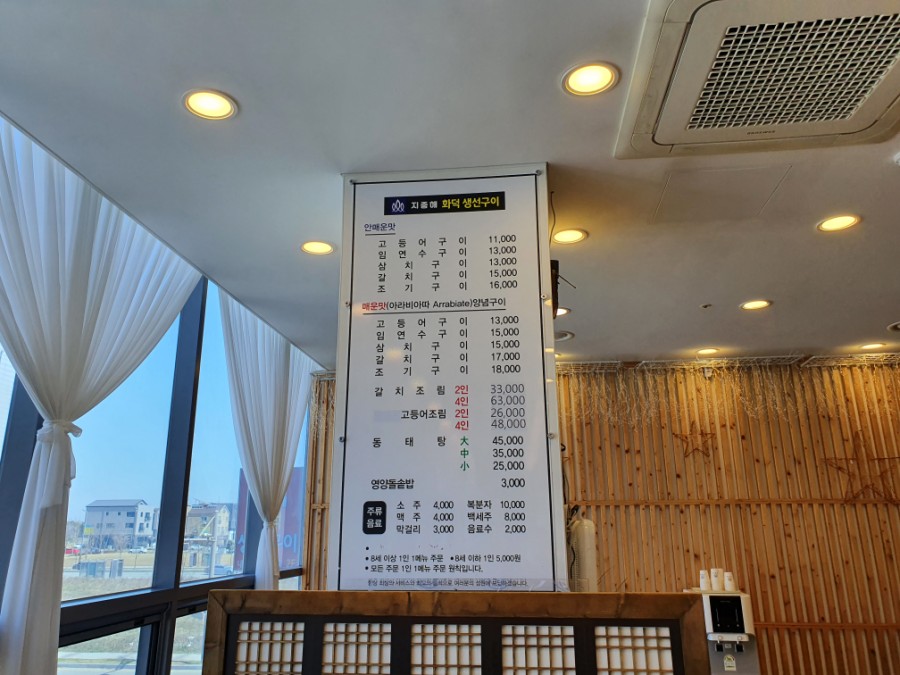 지중해 화덕 생선구이
안매운맛
고등어구이 11,000
임연수구이 13,000
삼치구이 13,000
갈치구이 15,000
조기구이 16,000
매운맛(아라비아따 Arrabiate)양념구이
고등어구이 13,000
임연수구이 15,000
삼치구이 15,000
갈치구이 17,000
조기구이 18,000
갈치조림 2인 33,000
4인 63,000
고등어조림 2인 26,000
4인 48,000
동태탕 大 45,000
中 35,000
小 25,000
영양돌솥밥 3,000
주류 음료
소주 4,000 복분자 10,000
맥주 4,000 백세주 8,000
막걸리 3,000 음료수 2,000
• 8세 이상 1인 1메뉴 주문 • 8세 이하 1인 5,000원
• 모든 주문 1인 1메뉴 주문 원칙입니다.